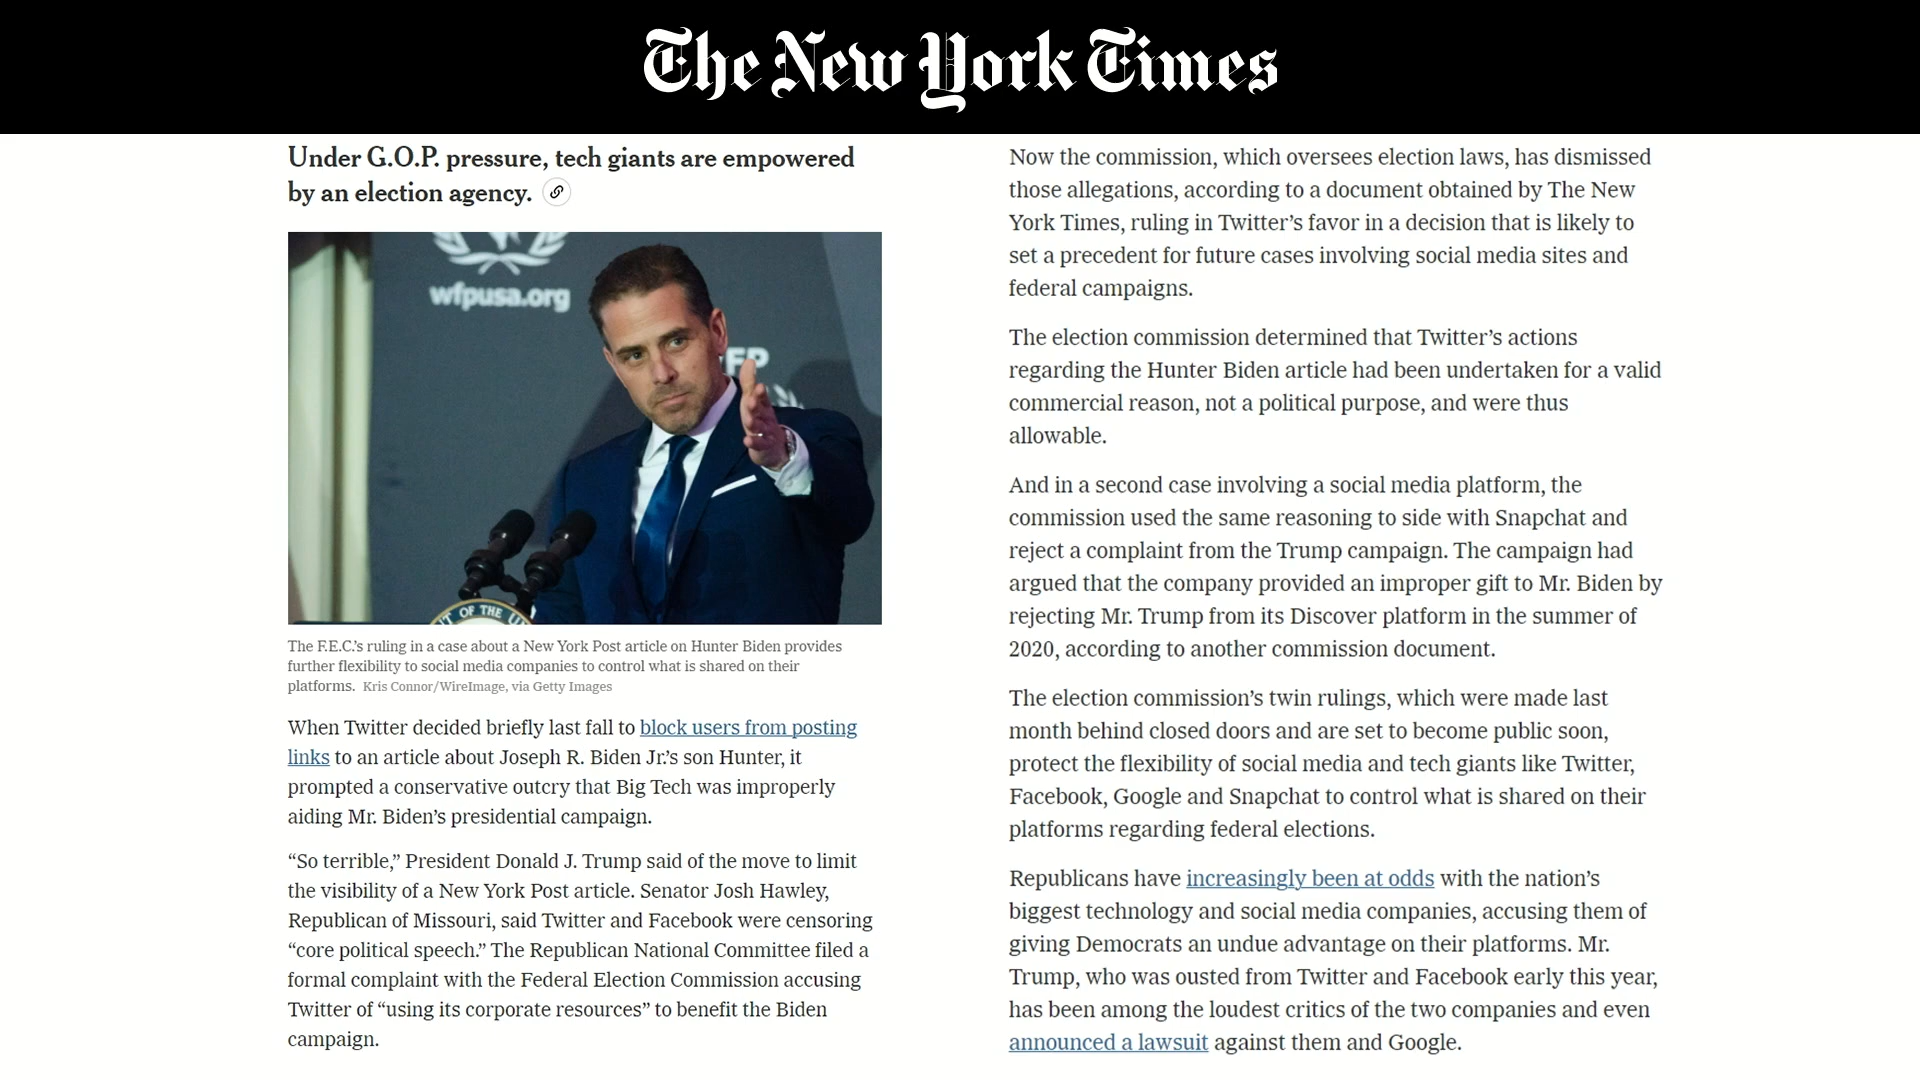 The New York Times
Under G.O.P. pressure, tech giants are empowered
by an election agency.
wfpusa.org
FP
T OF THE U
The F.E.C.’s ruling in a case about a New York Post article on Hunter Biden provides
further flexibility to social media companies to control what is shared on their
platforms. Kris Connor/WireImage, via Getty Images
When Twitter decided briefly last fall to block users from posting
links to an article about Joseph R. Biden Jr.’s son Hunter, it
prompted a conservative outcry that Big Tech was improperly
aiding Mr. Biden’s presidential campaign.
“So terrible,” President Donald J. Trump said of the move to limit
the visibility of a New York Post article. Senator Josh Hawley,
Republican of Missouri, said Twitter and Facebook were censoring
“core political speech.” The Republican National Committee filed a
formal complaint with the Federal Election Commission accusing
Twitter of “using its corporate resources” to benefit the Biden
campaign.
Now the commission, which oversees election laws, has dismissed
those allegations, according to a document obtained by The New
York Times, ruling in Twitter’s favor in a decision that is likely to
set a precedent for future cases involving social media sites and
federal campaigns.
The election commission determined that Twitter’s actions
regarding the Hunter Biden article had been undertaken for a valid
commercial reason, not a political purpose, and were thus
allowable.
And in a second case involving a social media platform, the
commission used the same reasoning to side with Snapchat and
reject a complaint from the Trump campaign. The campaign had
argued that the company provided an improper gift to Mr. Biden by
rejecting Mr. Trump from its Discover platform in the summer of
2020, according to another commission document.
The election commission’s twin rulings, which were made last
month behind closed doors and are set to become public soon,
protect the flexibility of social media and tech giants like Twitter,
Facebook, Google and Snapchat to control what is shared on their
platforms regarding federal elections.
Republicans have increasingly been at odds with the nation’s
biggest technology and social media companies, accusing them of
giving Democrats an undue advantage on their platforms. Mr.
Trump, who was ousted from Twitter and Facebook early this year,
has been among the loudest critics of the two companies and even
announced a lawsuit against them and Google.